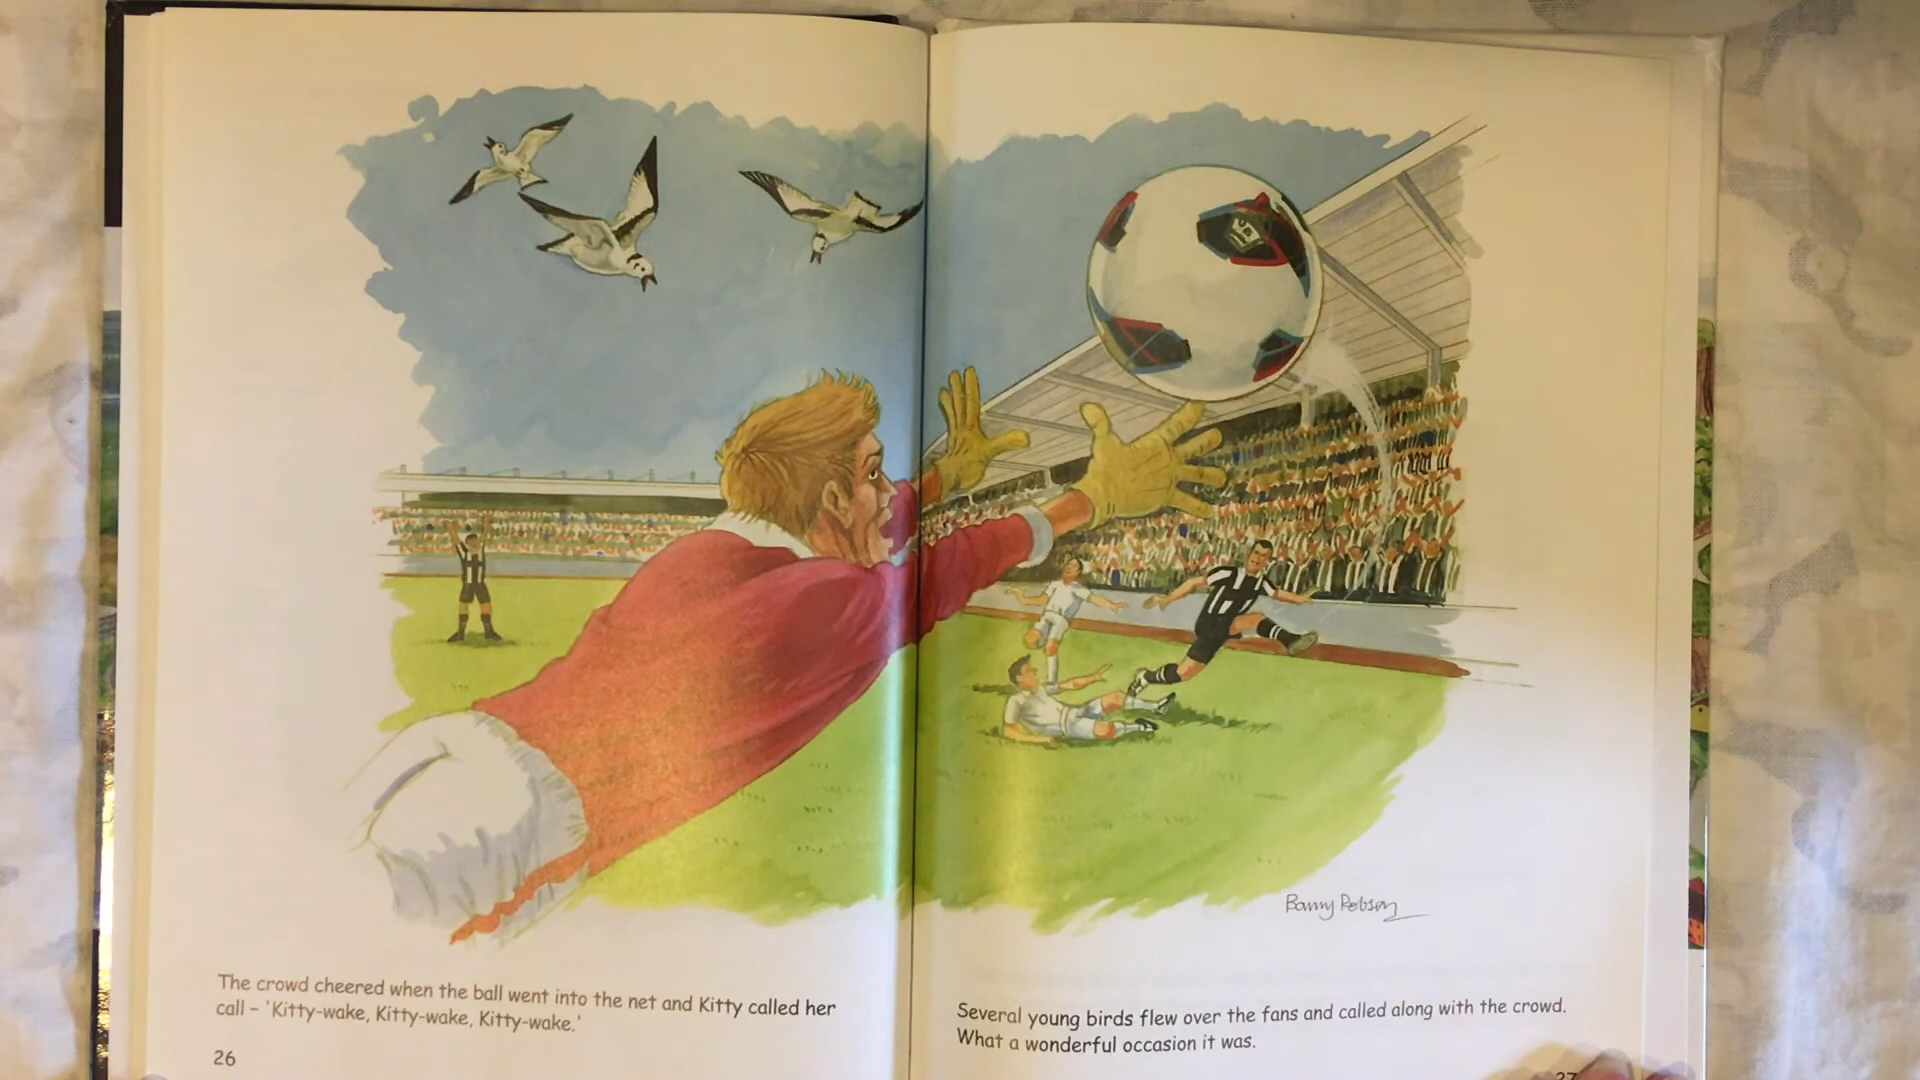 Barry Robson
The crowd cheered when the ball went into the net and Kitty called her
call – 'Kitty-wake, Kitty-wake, Kitty-wake.'
26
Several young birds flew over the fans and called along with the crowd.
What a wonderful occasion it was.
27